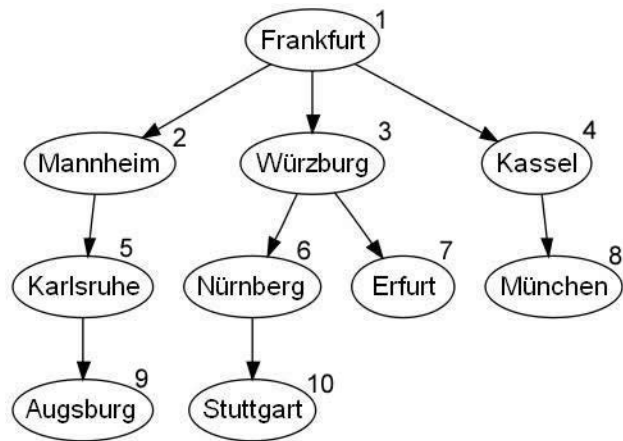 1
Frankfurt
2 3 4
Mannheim Würzburg Kassel
5 6 7 8
Karlsruhe Nürnberg Erfurt München
9 10
Augsburg Stuttgart